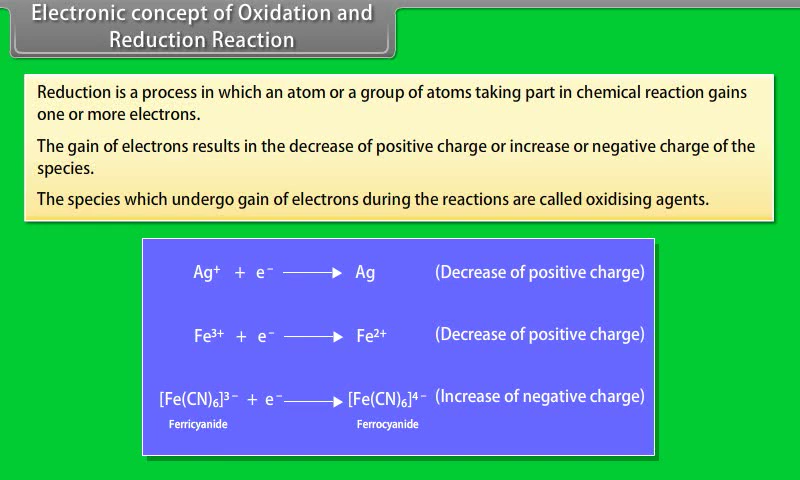 Electronic concept of Oxidation and
Reduction Reaction
Reduction is a process in which an atom or a group of atoms taking part in chemical reaction gains
one or more electrons.
The gain of electrons results in the decrease of positive charge or increase or negative charge of the
species.
The species which undergo gain of electrons during the reactions are called oxidising agents.
Ag⁺ + e⁻ ⟶ Ag (Decrease of positive charge)
Fe³⁺ + e⁻ ⟶ Fe²⁺ (Decrease of positive charge)
[Fe(CN)₆]³⁻ + e⁻ ⟶ [Fe(CN)₆]⁴⁻ (Increase of negative charge)
Ferricyanide Ferrocyanide